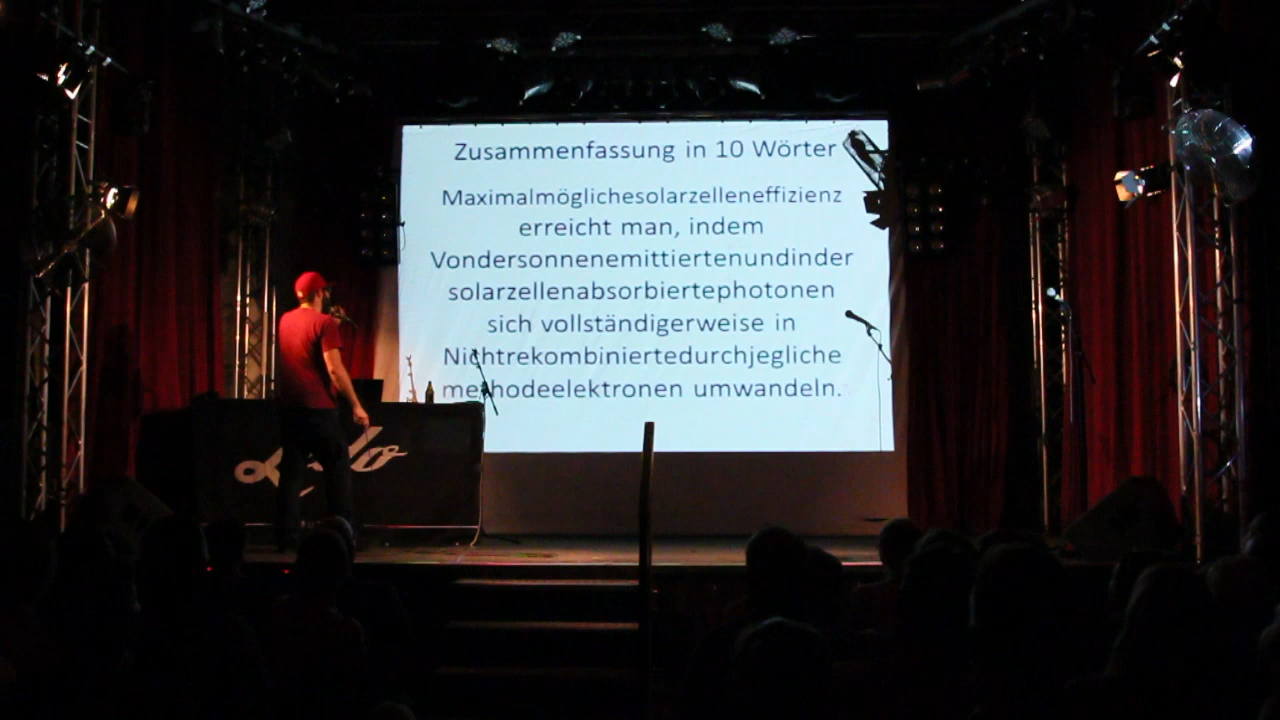 Zusammenfassung in 10 Wörter
Maximalmöglichesolarzelleneffizienz
erreicht man, indem
Vondersonnenemittiertenundinder
solarzellenabsorbiertephotonen
sich vollständigerweise in
Nichtrekombiniertedurchjegliche
methodeelektronen umwandeln.